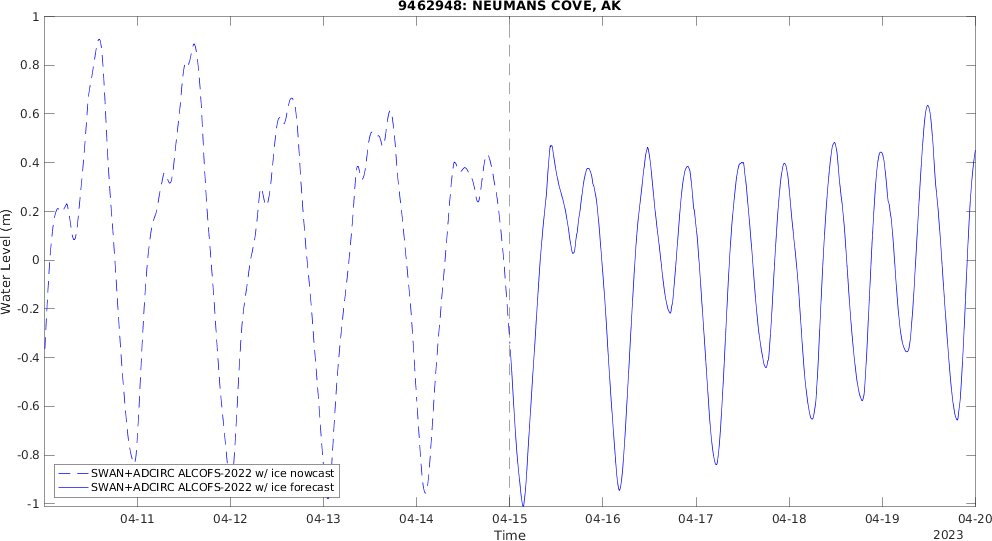 9462948: NEUMANS COVE, AK
1
0.8
0.6
0.4
0.2
0
-0.2
-0.4
-0.6
-0.8
-1
Water Level (m)
SWAN+ADCIRC ALCOFS-2022 w/ ice nowcast
SWAN+ADCIRC ALCOFS-2022 w/ ice forecast
04-11 04-12 04-13 04-14 04-15 04-16 04-17 04-18 04-19 04-20
Time
2023